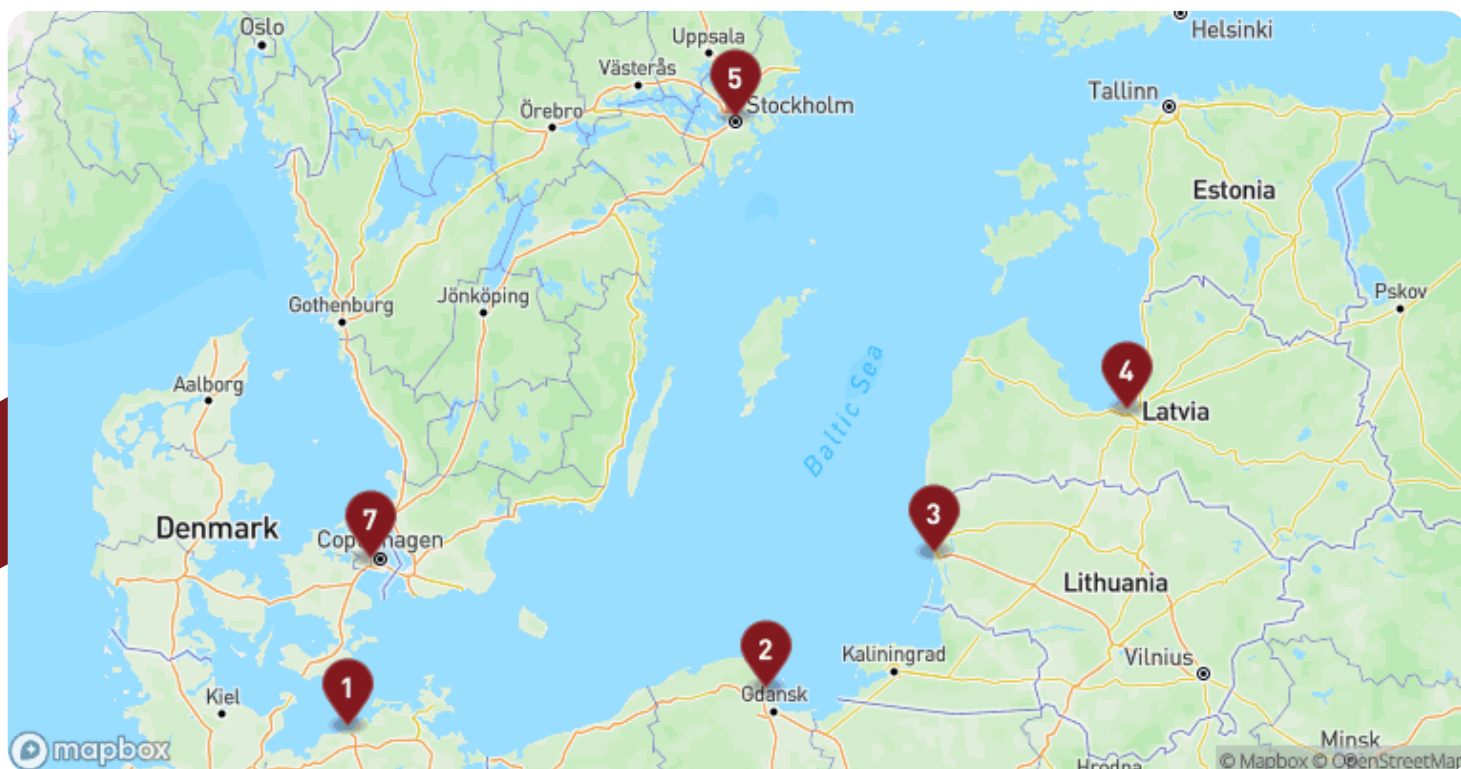 Oslo
Helsinki
Uppsala
Västerås
5
Stockholm
Örebro
Tallinn
Estonia
Gothenburg
Jönköping
Pskov
Aalborg
Baltic Sea
4
Latvia
7
Copenhagen
Denmark
3
Lithuania
2
Kaliningrad
Vilnius
1
Kiel
Gdansk
Minsk
mapbox
© Mapbox © OpenStreetMap
Hrodna